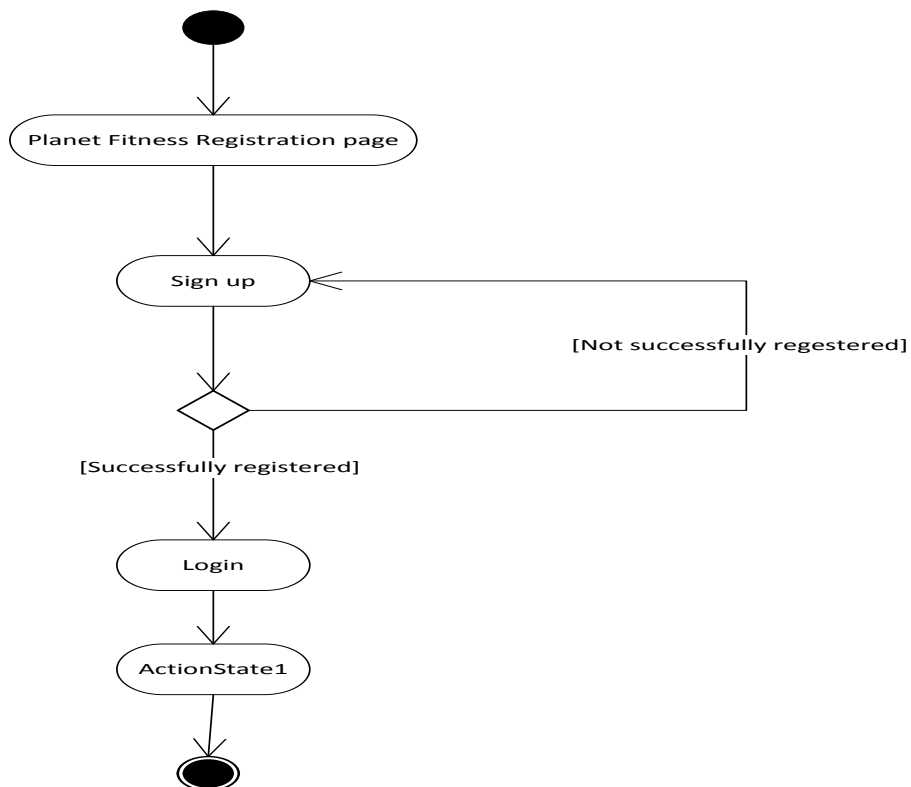 Planet Fitness Registration page
Sign up
[Not successfully regestered]
[Successfully registered]
Login
ActionState1